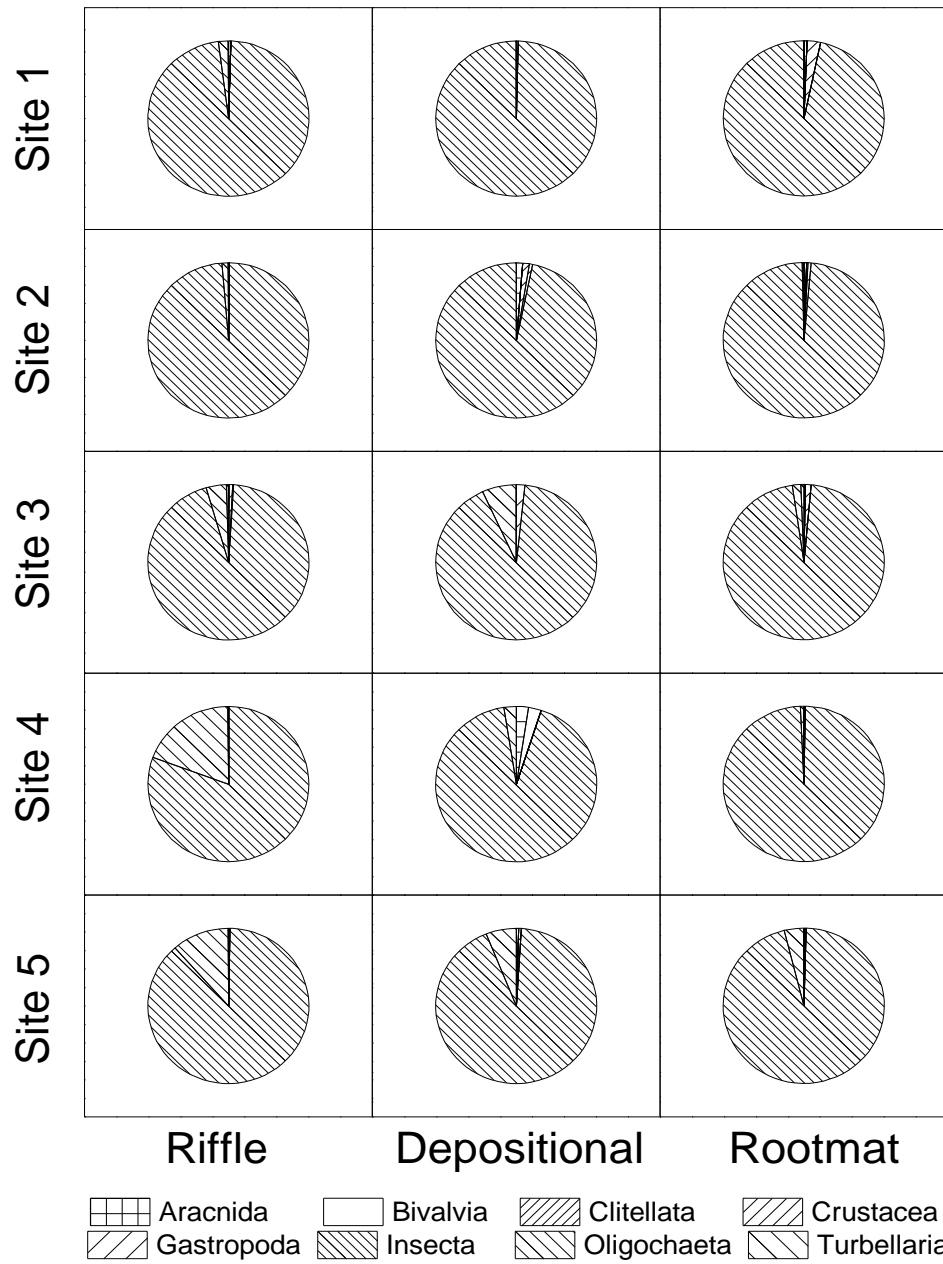 Site 1
Site 2
Site 3
Site 4
Site 5
Riffle Depositional Rootmat
Aracnida Bivalvia Clitellata Crustacea
Gastropoda Insecta Oligochaeta Turbellaria